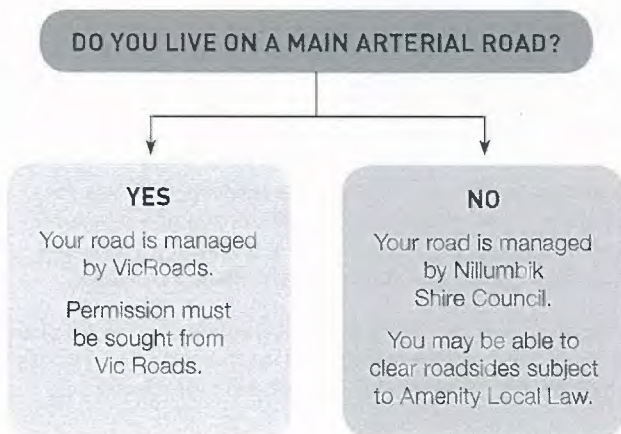 DO YOU LIVE ON A MAIN ARTERIAL ROAD?
YES
Your road is managed
by VicRoads.
Permission must
be sought from
Vic Roads.
NO
Your road is managed
by Nillumbik
Shire Council.
You may be able to
clear roadsides subject
to Amenity Local Law.